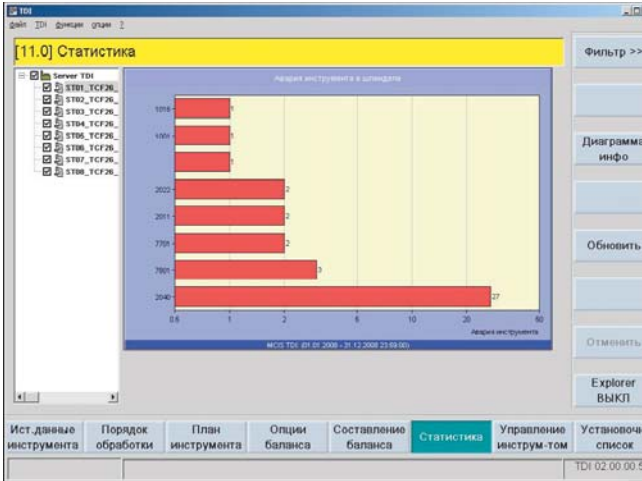 TDI
файл TDI функции опции ?
[11.0] Статистика
Фильтр >>
Server TDI
ST01_TCF26_
ST02_TCF26_
ST03_TCF26_
ST04_TCF26_
ST05_TCF26_
ST06_TCF26_
ST07_TCF26_
ST08_TCF26_
Авария инструмента в шпинделе
1016 1
1001 1
1
2022 2
2011 2
7701 2
7001 3
2040 27
0.6 1 2 6 10 20 60
Авария инструмента
MCIS TDI: (01.01.2008 - 31.12.2008 23:59:00)
Диаграмма
инфо
Обновить
Отменить
Explorer
ВЫКЛ
Ист.данные
инструмента
Порядок
обработки
План
инструмента
Опции
баланса
Составление
баланса
Статистика
Управление
инструм-том
Установочн
список
TDI 02.00.00.5